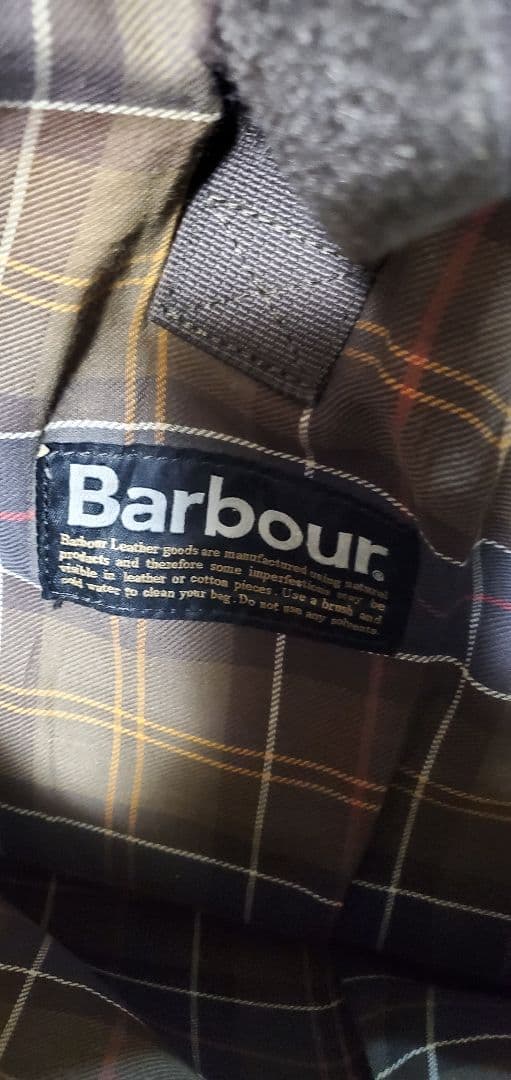 Barbour
Barbour Leather goods are manufactured using natural
products and therefore some imperfections may be
visible in leather or cotton pieces. Use a brush and
cold water to clean your bag. Do not use any solvents.